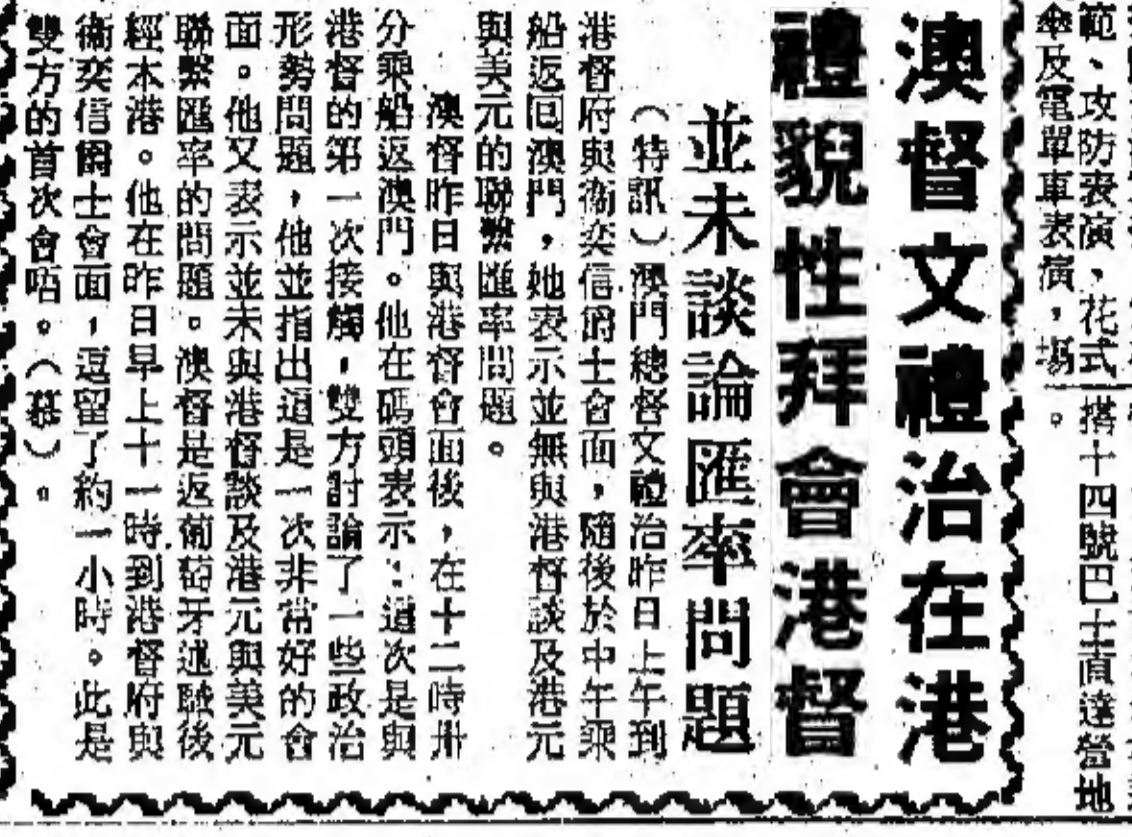 範、攻防表演，花式
傘及電單車表演，場
搭十四號巴士直達營地
。
澳督文禮治在港
禮貌性拜會港督
並未談論匯率問題
（特訊）澳門總督文禮治昨日上午到
港督府與衞奕信爵士會面，隨後於中午乘
船返囘澳門，她表示並無與港督談及港元
與美元的聯繫匯率問題。
澳督昨日與港督會面後，在十二時卅
分乘船返澳門。他在碼頭表示：這次是與
港督的第一次接觸，雙方討論了一些政治
形勢問題，他並指出這是一次非常好的會
面。他又表示並未與港督談及港元與美元
聯繫匯率的問題。澳督是返葡萄牙述職後
經本港。他在昨日早上十一時到港督府與
衞奕信爵士會面，逗留了約一小時。此是
雙方的首次會晤。（慕）。